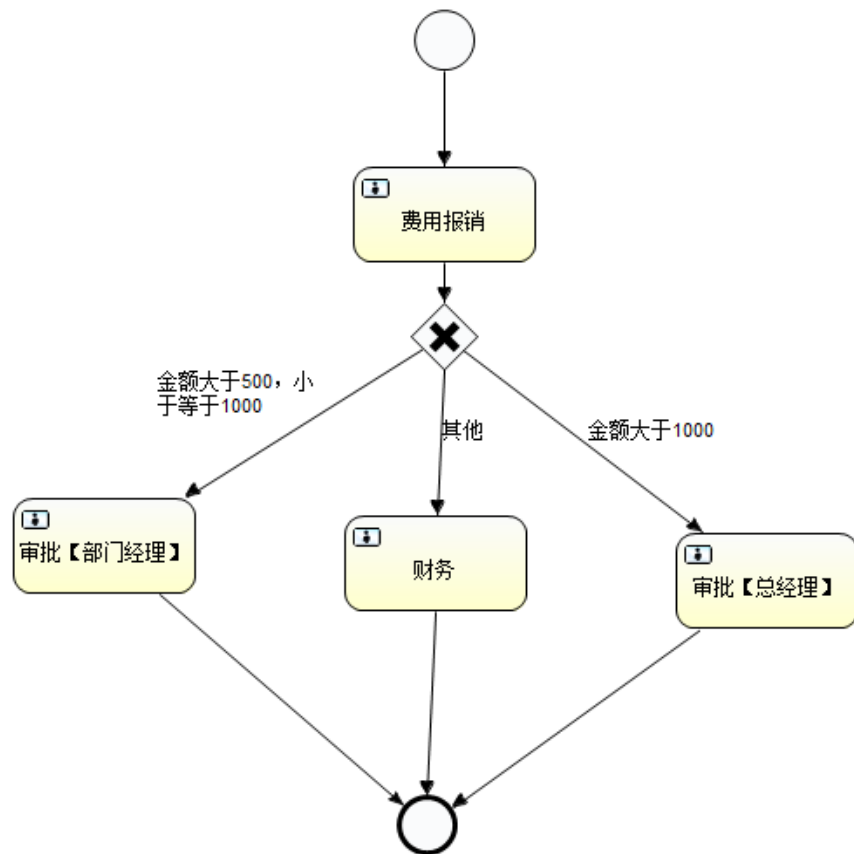 费用报销
金额大于500，小
于等于1000
其他
金额大于1000
审批【部门经理】
财务
审批【总经理】